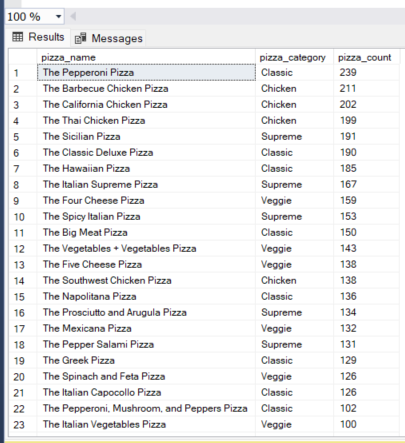 100 %
Results Messages
pizza_name pizza_category pizza_count
1 The Pepperoni Pizza Classic 239
2 The Barbecue Chicken Pizza Chicken 211
3 The California Chicken Pizza Chicken 202
4 The Thai Chicken Pizza Chicken 199
5 The Sicilian Pizza Supreme 191
6 The Classic Deluxe Pizza Classic 190
7 The Hawaiian Pizza Classic 185
8 The Italian Supreme Pizza Supreme 167
9 The Four Cheese Pizza Veggie 159
10 The Spicy Italian Pizza Supreme 153
11 The Big Meat Pizza Classic 150
12 The Vegetables + Vegetables Pizza Veggie 143
13 The Five Cheese Pizza Veggie 138
14 The Southwest Chicken Pizza Chicken 138
15 The Napolitana Pizza Classic 136
16 The Prosciutto and Arugula Pizza Supreme 134
17 The Mexicana Pizza Veggie 132
18 The Pepper Salami Pizza Supreme 131
19 The Greek Pizza Classic 129
20 The Spinach and Feta Pizza Veggie 126
21 The Italian Capocollo Pizza Classic 126
22 The Pepperoni, Mushroom, and Peppers Pizza Classic 102
23 The Italian Vegetables Pizza Veggie 100